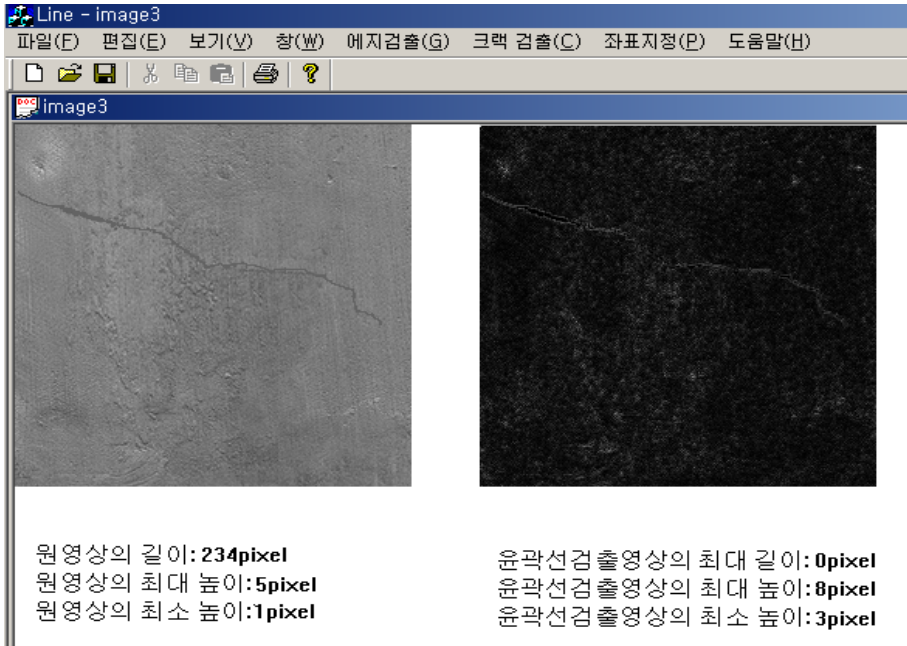 Line - image3
파일(F) 편집(E) 보기(V) 창(W) 에지검출(G) 크랙 검출(C) 좌표지정(P) 도움말(H)
image3
원영상의 길이: 234pixel
원영상의 최대 높이:5pixel
원영상의 최소 높이:1pixel
윤곽선검출영상의 최대 길이: 0pixel
윤곽선검출영상의 최대 높이: 8pixel
윤곽선검출영상의 최소 높이: 3pixel